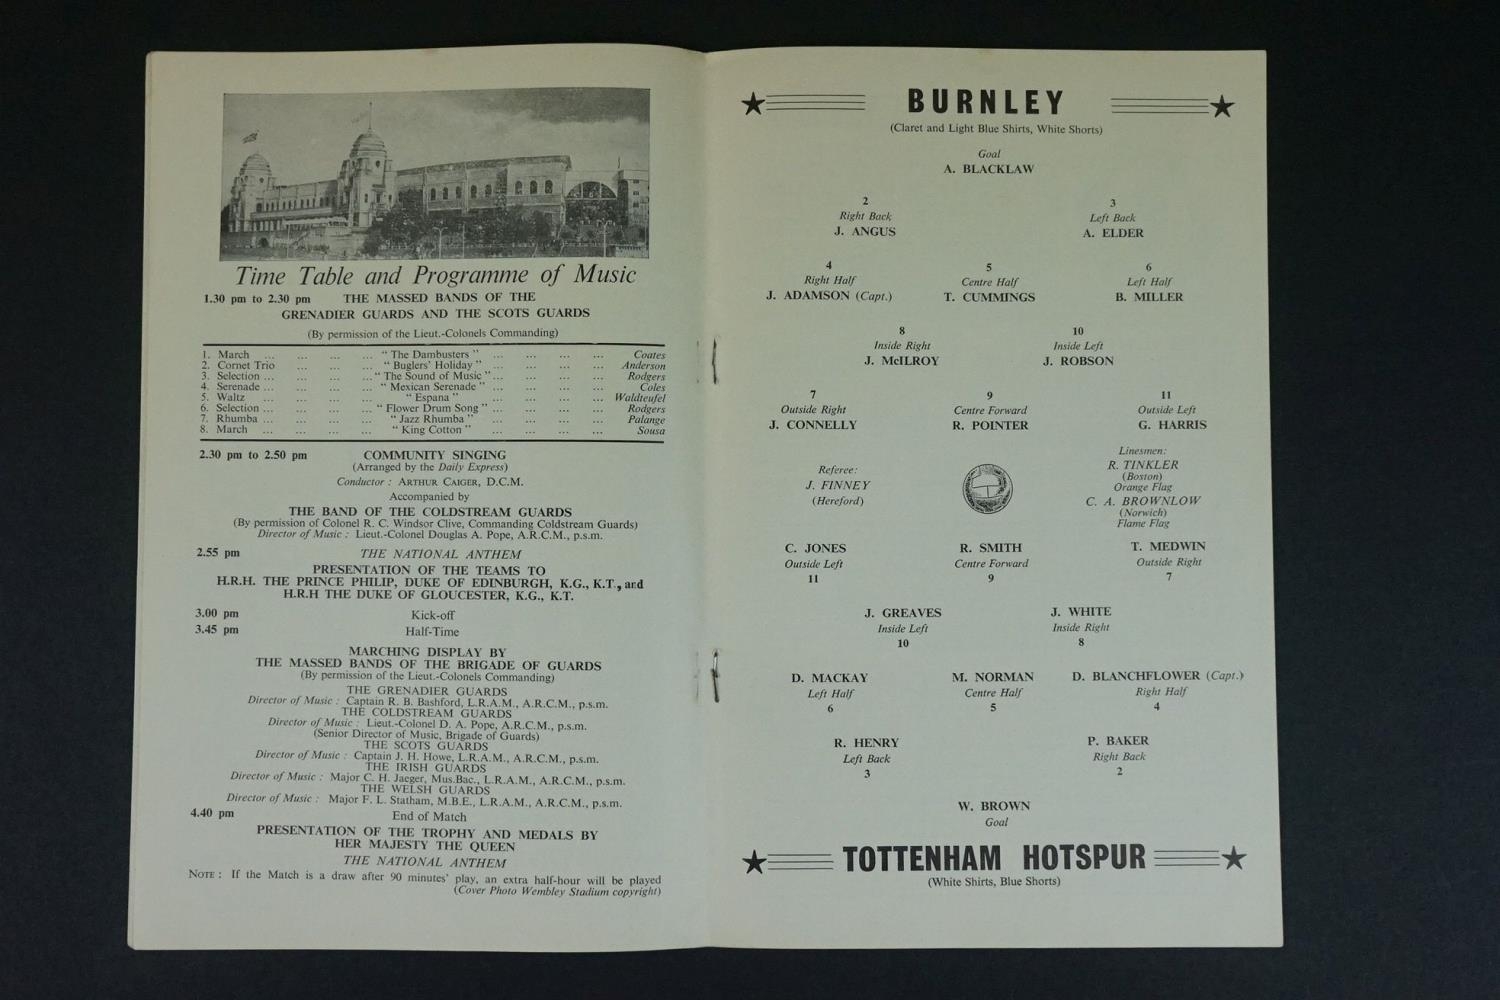 Time Table and Programme of Music
1.30 pm to 2.30 pm THE MASSED BANDS OF THE
GRENADIER GUARDS AND THE SCOTS GUARDS
(By permission of the Lieut.-Colonels Commanding)
1. March ... ... ... ... “ The Dambusters ” ... ... ... ... Coates
2. Cornet Trio ... ... ... “ Buglers' Holiday ” ... ... ... ... Anderson
3. Selection ... ... ... ... “ The Sound of Music ” ... ... ... ... Rodgers
4. Serenade ... ... ... ... “ Mexican Serenade ” ... ... ... ... Coles
5. Waltz ... ... ... ... “ Espana ” ... ... ... ... Waldteufel
6. Selection ... ... ... ... “ Flower Drum Song ” ... ... ... ... Rodgers
7. Rhumba ... ... ... ... “ Jazz Rhumba ” ... ... ... ... Palange
8. March ... ... ... ... “ King Cotton ” ... ... ... ... Sousa
2.30 pm to 2.50 pm COMMUNITY SINGING
(Arranged by the Daily Express)
Conductor : ARTHUR CAIGER, D.C.M.
Accompanied by
THE BAND OF THE COLDSTREAM GUARDS
(By permission of Colonel R. C. Windsor Clive, Commanding Coldstream Guards)
Director of Music : Lieut.-Colonel Douglas A. Pope, A.R.C.M., p.s.m.
2.55 pm THE NATIONAL ANTHEM
PRESENTATION OF THE TEAMS TO
H.R.H. THE PRINCE PHILIP, DUKE OF EDINBURGH, K.G., K.T., and
H.R.H THE DUKE OF GLOUCESTER, K.G., K.T.
3.00 pm Kick-off
3.45 pm Half-Time
MARCHING DISPLAY BY
THE MASSED BANDS OF THE BRIGADE OF GUARDS
(By permission of the Lieut.-Colonels Commanding)
THE GRENADIER GUARDS
Director of Music : Captain R. B. Bashford, L.R.A.M., A.R.C.M., p.s.m.
THE COLDSTREAM GUARDS
Director of Music : Lieut.-Colonel D. A. Pope, A.R.C.M., p.s.m.
(Senior Director of Music, Brigade of Guards)
THE SCOTS GUARDS
Director of Music : Captain J. H. Howe, L.R.A.M., A.R.C.M., p.s.m.
THE IRISH GUARDS
Director of Music : Major C. H. Jaeger, Mus.Bac., L.R.A.M., A.R.C.M., p.s.m.
THE WELSH GUARDS
Director of Music : Major F. L. Statham, M.B.E., L.R.A.M., A.R.C.M., p.s.m.
4.40 pm End of Match
PRESENTATION OF THE TROPHY AND MEDALS BY
HER MAJESTY THE QUEEN
THE NATIONAL ANTHEM
NOTE : If the Match is a draw after 90 minutes' play, an extra half-hour will be played
(Cover Photo Wembley Stadium copyright)
BURNLEY
(Claret and Light Blue Shirts, White Shorts)
Goal
A. BLACKLAW
2 3
Right Back Left Back
J. ANGUS A. ELDER
4 5 6
Right Half Centre Half Left Half
J. ADAMSON (Capt.) T. CUMMINGS B. MILLER
8 10
Inside Right Inside Left
J. McILROY J. ROBSON
7 9 11
Outside Right Centre Forward Outside Left
J. CONNELLY R. POINTER G. HARRIS
Referee:
J. FINNEY
(Hereford)
Linesmen:
R. TINKLER
(Boston)
Orange Flag
C. A. BROWNLOW
(Norwich)
Flame Flag
C. JONES R. SMITH T. MEDWIN
Outside Left Centre Forward Outside Right
11 9 7
J. GREAVES J. WHITE
Inside Left Inside Right
10 8
D. MACKAY M. NORMAN D. BLANCHFLOWER (Capt.)
Left Half Centre Half Right Half
6 5 4
R. HENRY P. BAKER
Left Back Right Back
3 2
W. BROWN
Goal
TOTTENHAM HOTSPUR
(White Shirts, Blue Shorts)